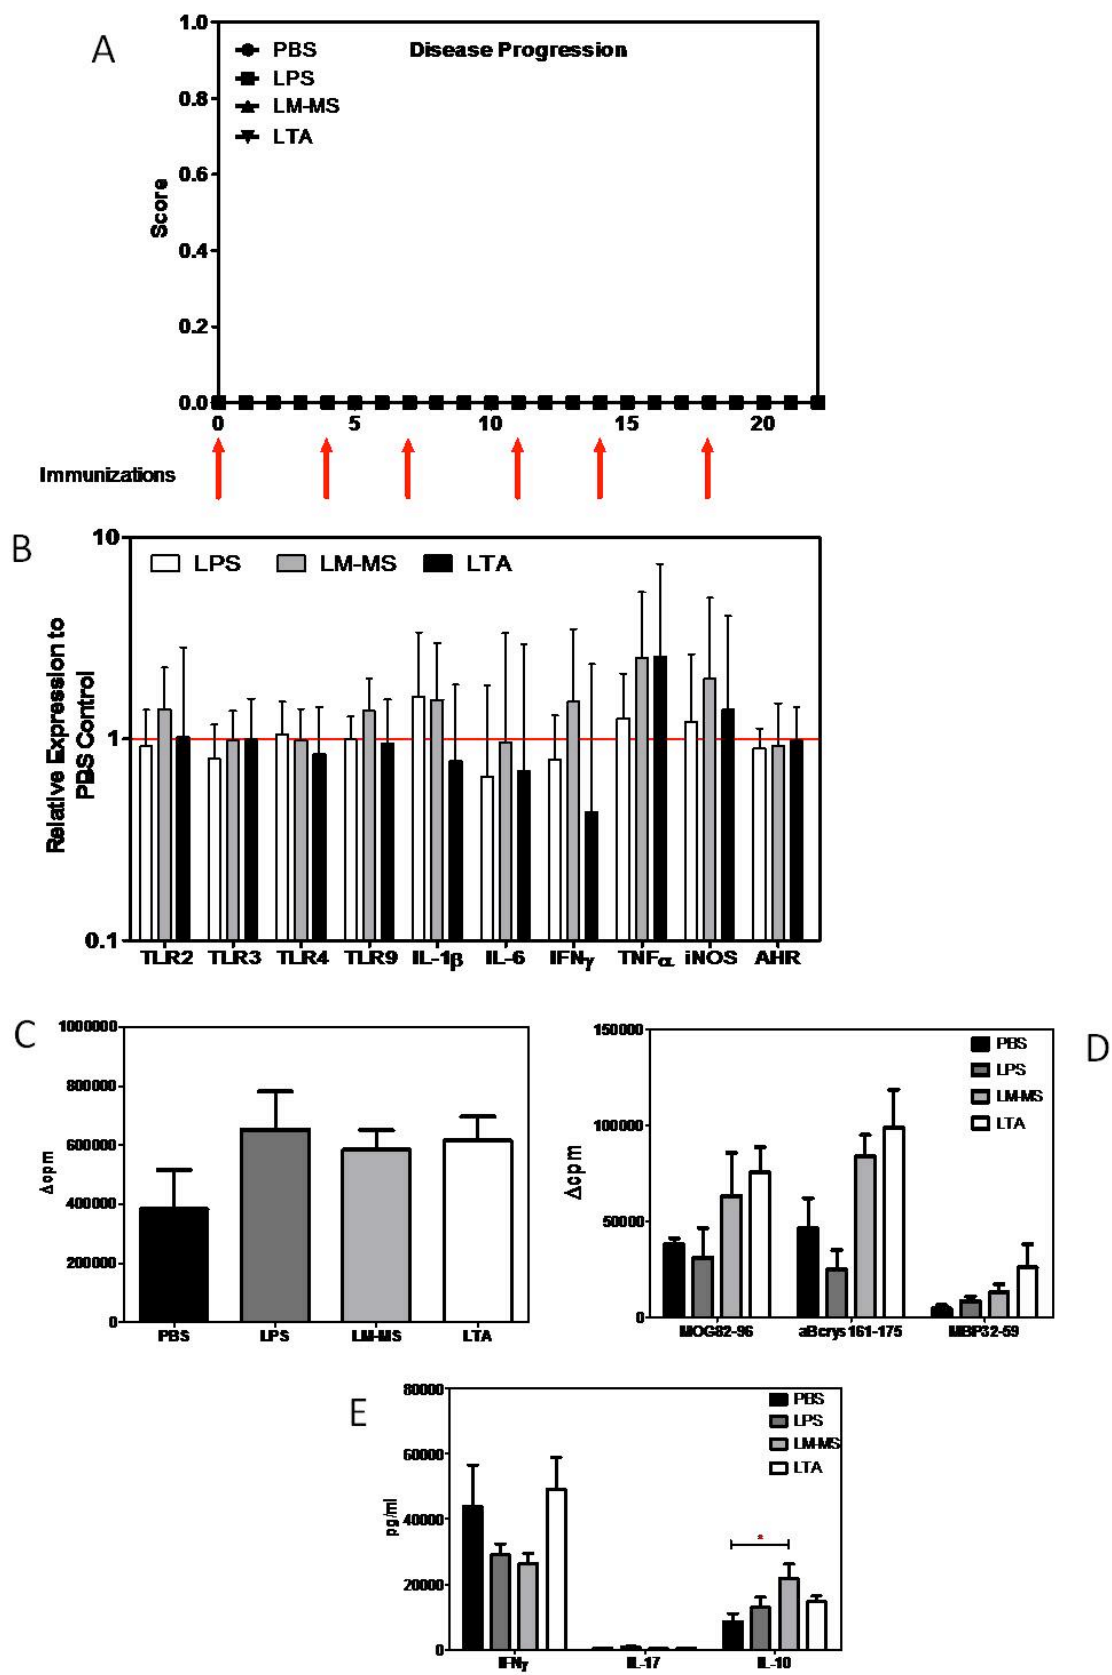 A
Disease Progression
PBS
LPS
LM-MS
LTA
Score
1.0
0.8
0.6
0.4
0.2
0.0
0 5 10 15 20
Immunizations
B
LPS LM-MS LTA
Relative Expression to
PBS Control
10
1
0.1
TLR2 TLR3 TLR4 TLR9 IL-1β IL-6 IFNγ TNFα iNOS AHR
C
Δcpm
1000000
800000
600000
400000
200000
0
PBS LPS LM-MS LTA
D
Δcpm
150000
100000
50000
0
PBS
LPS
LM-MS
LTA
MOG82-96 aBcrys161-175 MBP32-59
E
pg/ml
80000
60000
40000
20000
0
PBS
LPS
LM-MS
LTA
*
IFNγ IL-17 IL-10